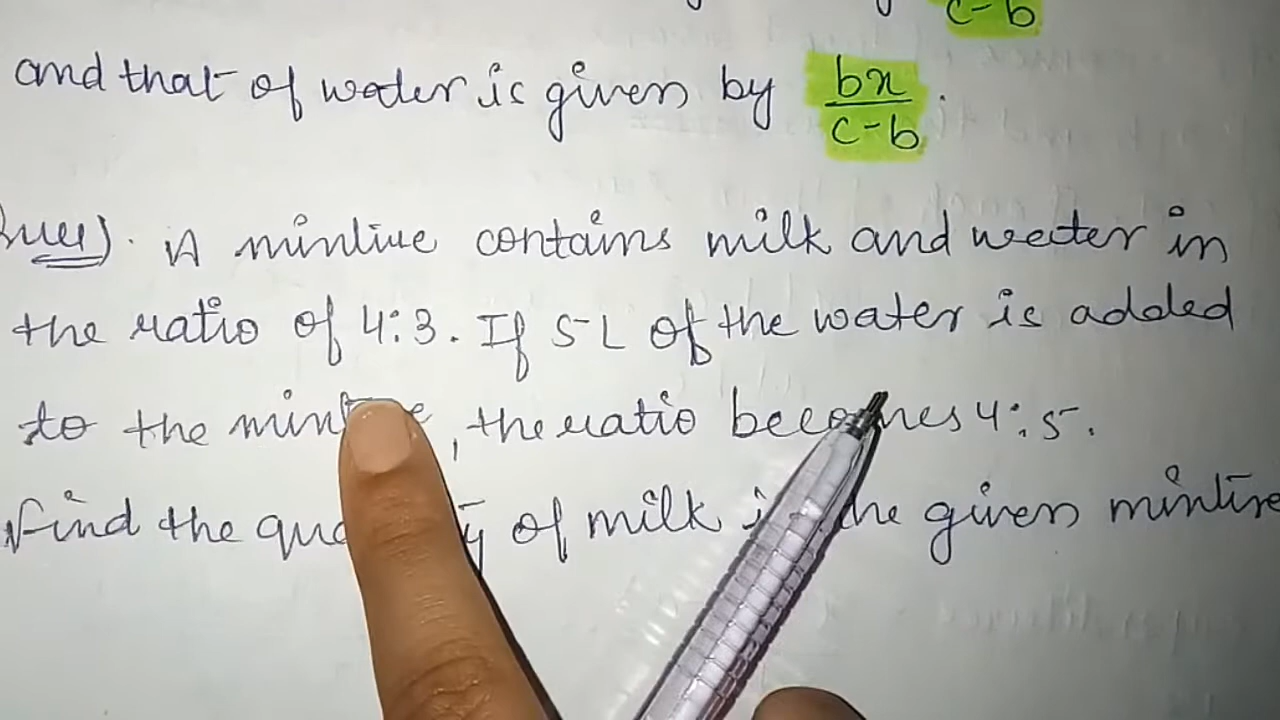 c-b
and that of water is given by bx/c-b.
Ques). A mixture contains milk and water in
the ratio of 4:3. If 5 L of the water is added
to the mixture, the ratio becomes 4:5.
Find the quantity of milk in the given mixture